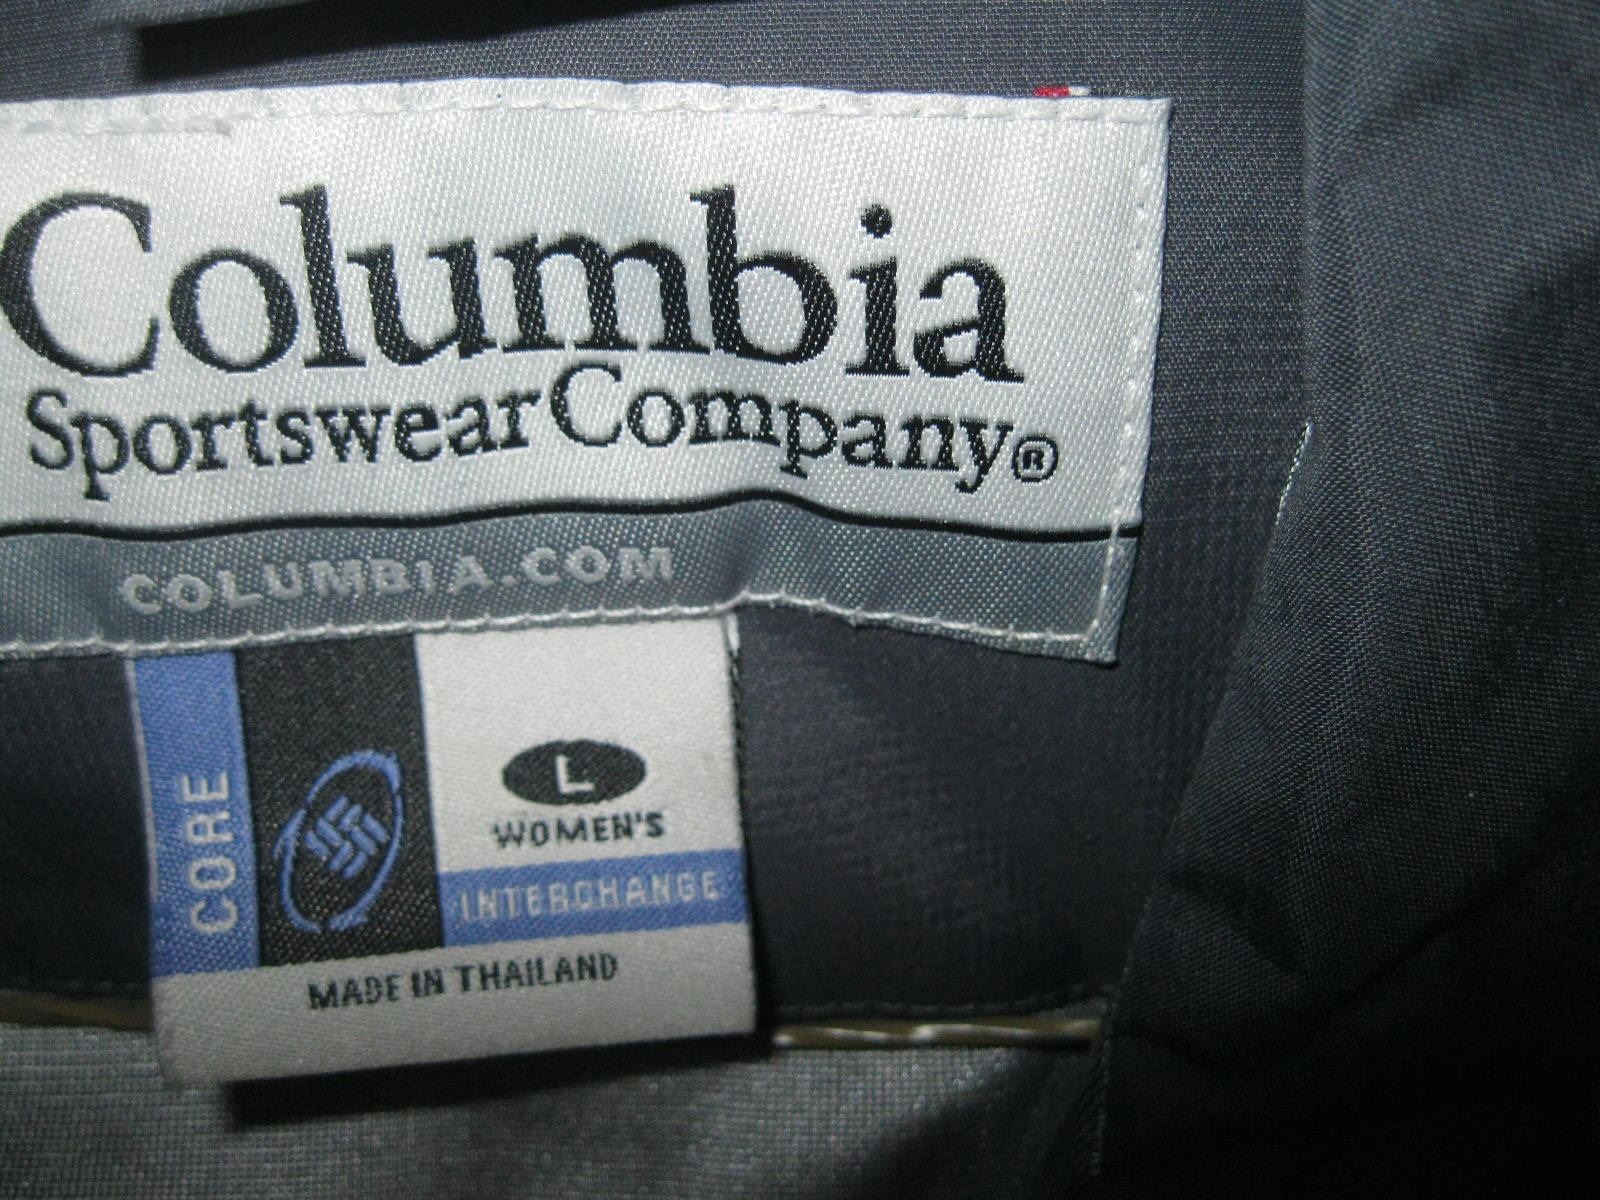 Columbia
Sportswear Company®
COLUMBIA.COM
CORE
L
WOMEN'S
INTERCHANGE
MADE IN THAILAND